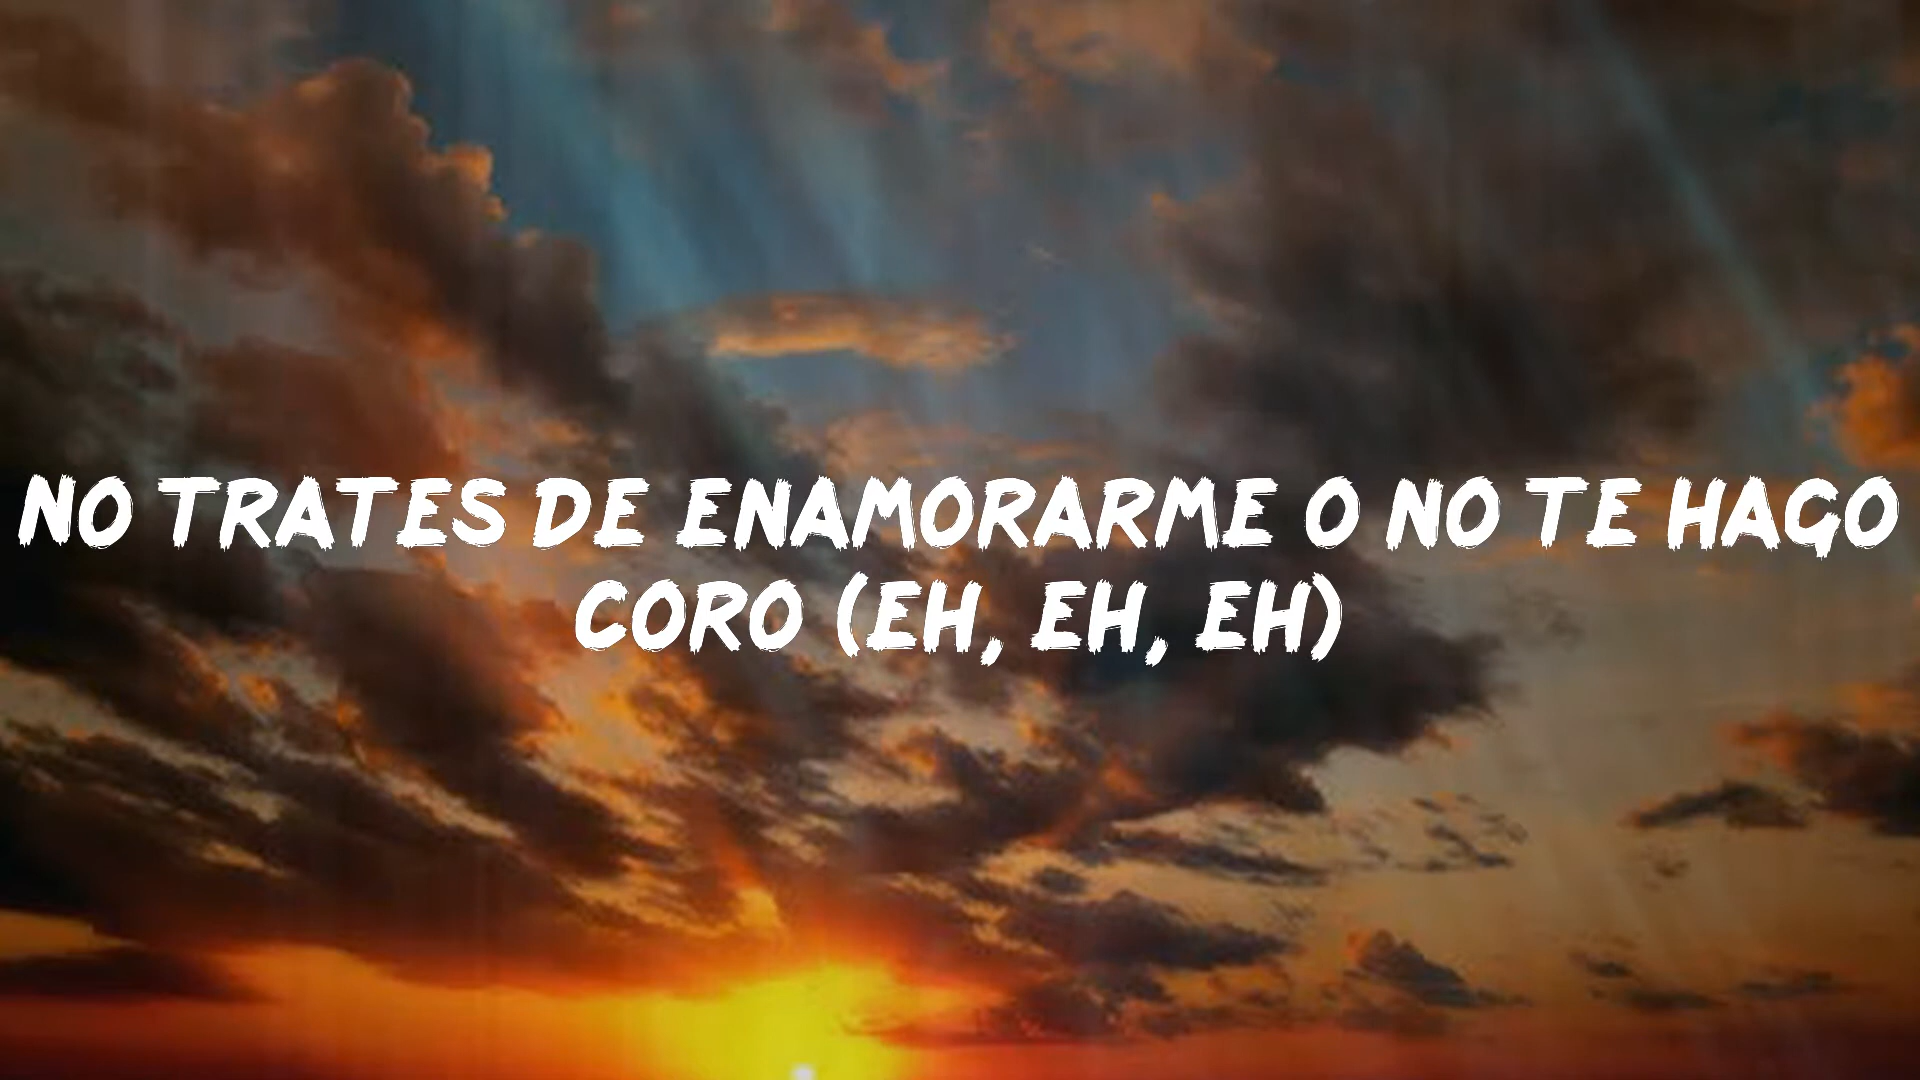 NO TRATES DE ENAMORARME O NO TE HAGO
CORO (EH, EH, EH)